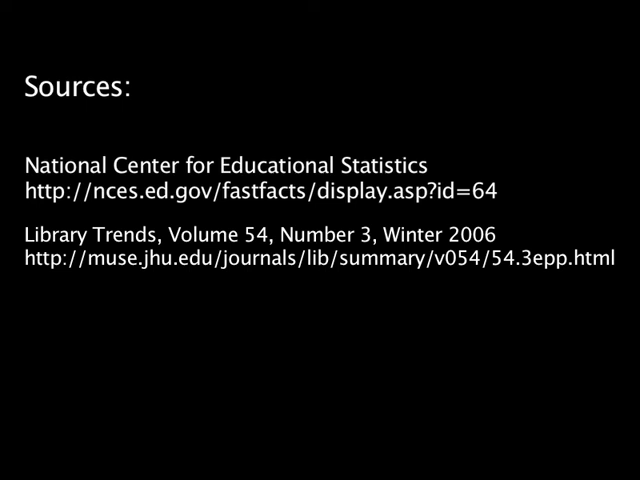 Sources:
National Center for Educational Statistics
http://nces.ed.gov/fastfacts/display.asp?id=64
Library Trends, Volume 54, Number 3, Winter 2006
http://muse.jhu.edu/journals/lib/summary/v054/54.3epp.html